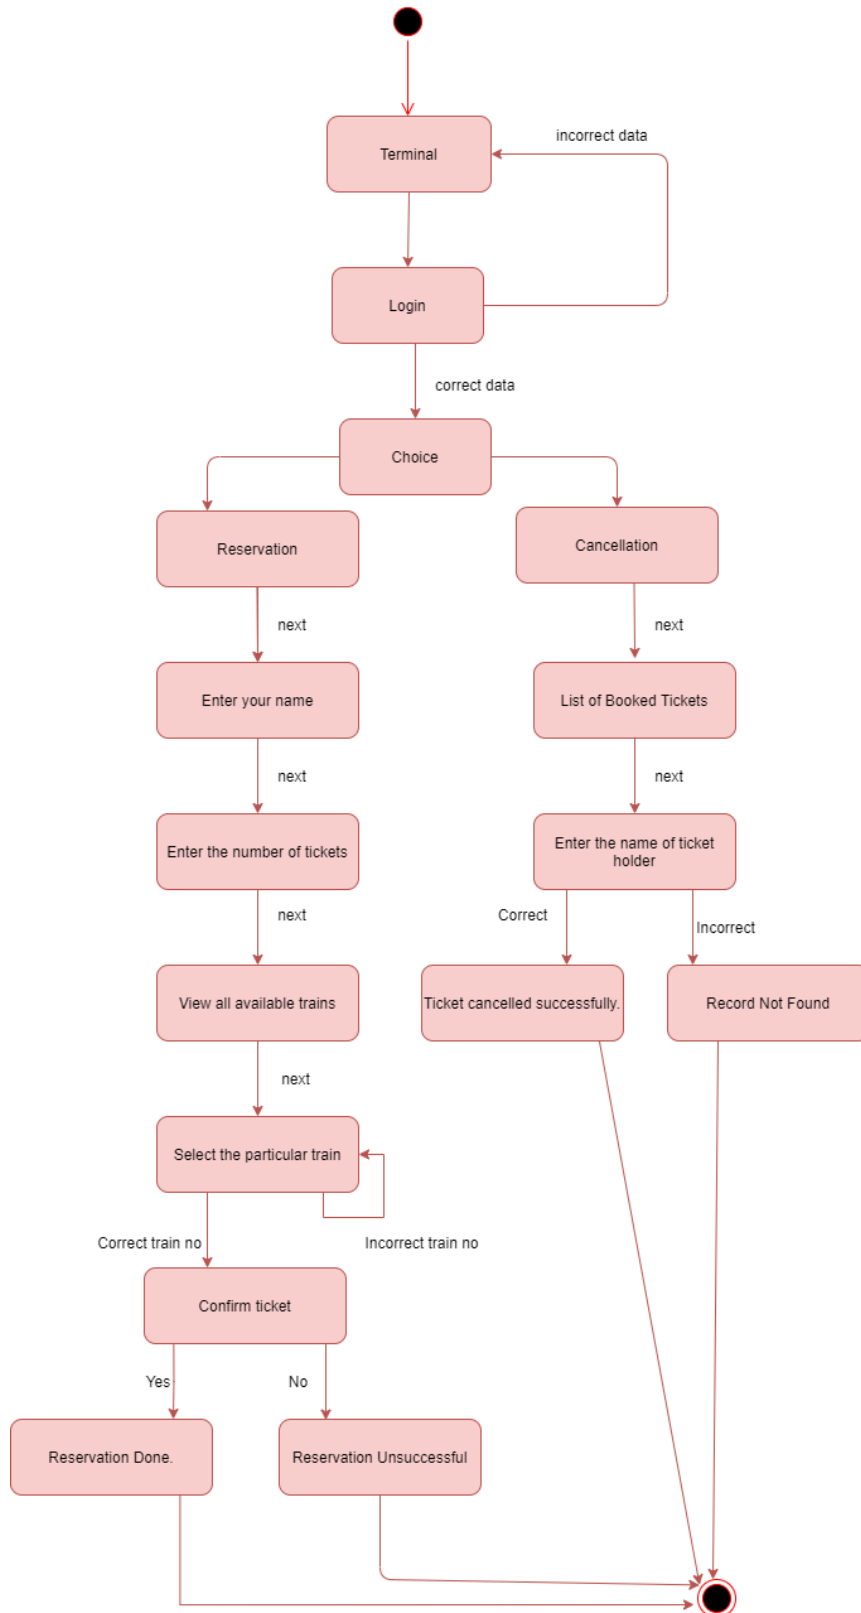 Terminal
incorrect data
Login
correct data
Choice
Reservation
Cancellation
next
next
Enter your name
List of Booked Tickets
next
next
Enter the number of tickets
Enter the name of ticket
holder
next
Correct
Incorrect
View all available trains
Ticket cancelled successfully.
Record Not Found
next
Select the particular train
Correct train no
Incorrect train no
Confirm ticket
Yes
No
Reservation Done.
Reservation Unsuccessful